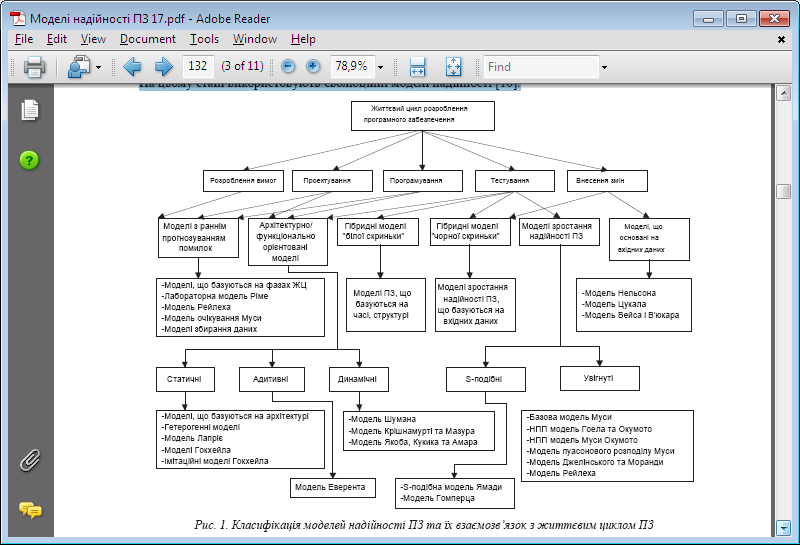 Моделі надійності ПЗ 17.pdf - Adobe Reader
File Edit View Document Tools Window Help
132 (3 of 11) 78,9% Find
На цьому етапі використовують еволюційні моделі надійності [10].
Життєвий цикл розроблення
програмного забезпечення
Розроблення вимог
Проектування
Програмування
Тестування
Внесення змін
Моделі з раннім
прогнозуванням
помилок
Архітектурно/
функціонально
орієнтовані
моделі
Гібридні моделі
"білої скриньки"
Гібридні моделі
"чорної скриньки"
Моделі зростання
надійності ПЗ
Моделі, що
основані на
вхідних даних
-Моделі, що базуються на фазах ЖЦ
-Лабораторна модель Ріме
-Модель Рейлеха
-Модель очікування Муси
-Моделі збирання даних
Моделі ПЗ, що
базуються на
часі, структурі
Моделі зростання
надійності ПЗ,
що базуються на
вхідних даних
-Модель Нельсона
-Модель Цукала
-Модель Вейса і В'юкара
Статичні
Адитивні
Динамічні
S-подібні
Увігнуті
-Моделі, що базуються на архітектурі
-Гетерогенні моделі
-Модель Лапріє
-Моделі Гокхейла
-Імітаційні моделі Гокхейла
-Модель Шумана
-Модель Крішнамурті та Мазура
-Модель Якоба, Кукика та Амара
-Базова модель Муси
-НПП модель Гоела та Окумото
-НПП модель Муси Окумото
-Модель пуасонового розподілу Муси
-Модель Джелінського та Моранди
-Модель Рейлеха
Модель Еверента
-S-подібна модель Ямади
-Модель Гомперца
Рис. 1. Класифікація моделей надійності ПЗ та їх взаємозв’язок з життєвим циклом ПЗ